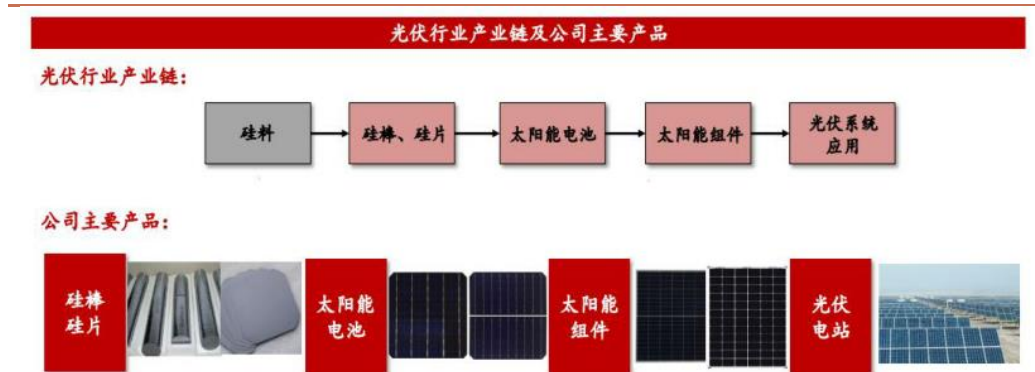 光伏行业产业链及公司主要产品
光伏行业产业链：
硅料
硅棒、硅片
太阳能电池
太阳能组件
光伏系统
应用
公司主要产品：
硅棒
硅片
太阳能
电池
太阳能
组件
光伏
电站